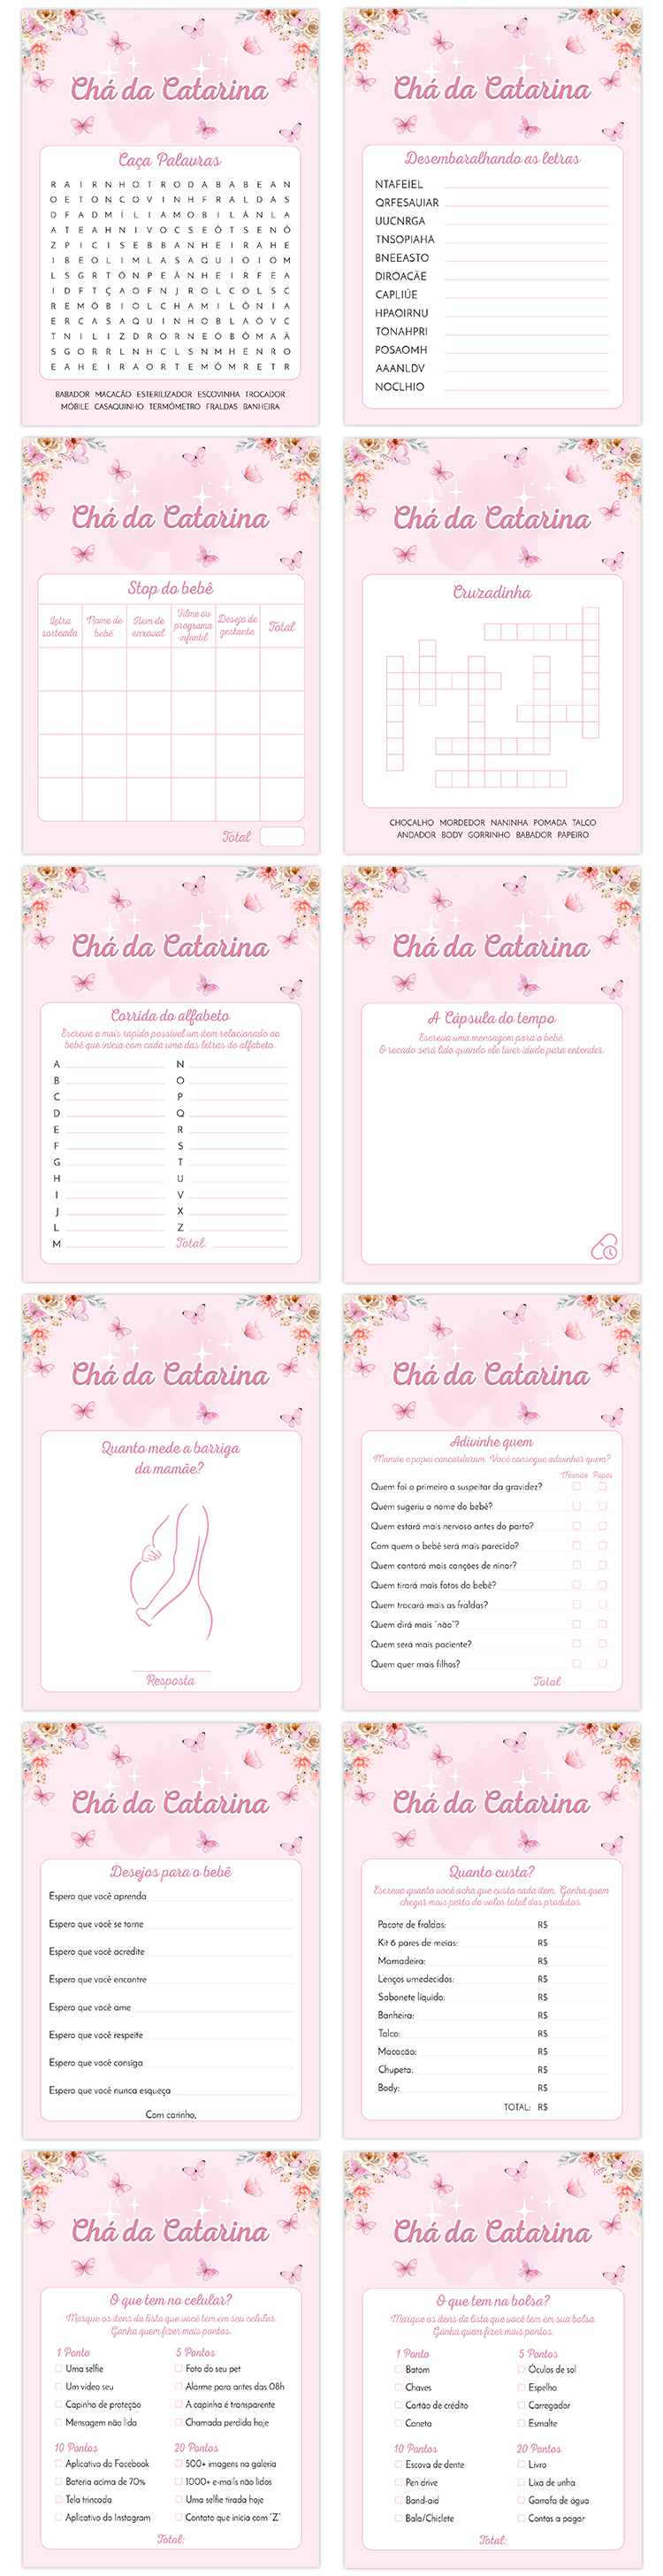 Chá da Catarina
Caça Palavras
R A I R N H O T R O D A B A B E A N
O E T O N C O V I N H F R A L D A S
D F A D M Í L I A M O B I L Á N L A
A T E A H N I V O C S E Ô T S E N Ô
Z P I C I S E B B A N H E I R A H E
I B E O L I M L A S A Q U I O I O M
L S G R T Ó N P E Ã N H E I R F E A
I D F T Ç A O F N J R O L C O L S C
R E M Ó B I O L C H A M I L Ô N I A
E R C A S A Q U I N H O B L A Ó V C
T N I L I Z D R O R N E Ó B Ô M A Ã
S G O R R L N H C L S N M H E N R O
E A H E I R A O R T E M Ô M R E T R
BABADOR MACACÃO ESTERILIZADOR ESCOVINHA TROCADOR
MÓBILE CASAQUINHO TERMÔMETRO FRALDAS BANHEIRA
Chá da Catarina
Desembaralhando as letras
NTAFEIEL
QRFESAUIAR
UUCNRGA
TNSOPIAHA
BNEEASTO
DIROACÃE
CAPLIÚE
HPAOIRNU
TONAHPRI
POSAOMH
AAANLDV
NOCLHIO
Chá da Catarina
Stop do bebê
Letra sorteada
Nome de bebê
Item de enxoval
Filme ou programa infantil
Desejo de gestante
Total
Total
Chá da Catarina
Cruzadinha
CHOCALHO MORDEDOR NANINHA POMADA TALCO
ANDADOR BODY GORRINHO BABADOR PAPEIRO
Chá da Catarina
Corrida do alfabeto
Escreva o mais rápido possível um item relacionado ao
bebê que inicia com cada uma das letras do alfabeto.
A N
B O
C P
D Q
E R
F S
G T
H U
I V
J X
L Z
M Total:
Chá da Catarina
A Cápsula do tempo
Escreva uma mensagem para o bebê.
O recado será lido quando ele tiver idade para entender.
Chá da Catarina
Quanto mede a barriga
da mamãe?
Resposta
Chá da Catarina
Adivinhe quem
Mamãe e papai concordaram. Você consegue adivinhar quem?
Mamãe Papai
Quem foi o primeiro a suspeitar da gravidez?
Quem sugeriu o nome do bebê?
Quem estará mais nervoso antes do parto?
Com quem o bebê será mais parecido?
Quem cantará mais canções de ninar?
Quem tirará mais fotos do bebê?
Quem trocará mais as fraldas?
Quem dirá mais "não"?
Quem será mais paciente?
Quem quer mais filhos?
Total
Chá da Catarina
Desejos para o bebê
Espero que você aprenda
Espero que você se torne
Espero que você acredite
Espero que você encontre
Espero que você ame
Espero que você respeite
Espero que você consiga
Espero que você nunca esqueça
Com carinho,
Chá da Catarina
Quanto custa?
Escreva quanto você acha que custa cada item. Ganha quem
chegar mais perto do valor total dos produtos.
Pacote de fraldas: R$
Kit 6 pares de meias: R$
Mamadeira: R$
Lenços umedecidos: R$
Sabonete líquido: R$
Banheira: R$
Talco: R$
Macacão: R$
Chupeta: R$
Body: R$
TOTAL: R$
Chá da Catarina
O que tem no celular?
Marque os itens da lista que você tem em seu celular.
Ganha quem fizer mais pontos.
1 Ponto
Uma selfie
Um vídeo seu
Capinha de proteção
Mensagem não lida
5 Pontos
Foto do seu pet
Alarme para antes das 08h
A capinha é transparente
Chamada perdida hoje
10 Pontos
Aplicativo do Facebook
Bateria acima de 70%
Tela trincada
Aplicativo do Instagram
20 Pontos
500+ imagens na galeria
1000+ e-mails não lidos
Uma selfie tirada hoje
Contato que inicia com "Z"
Total:
Chá da Catarina
O que tem na bolsa?
Marque os itens da lista que você tem em sua bolsa.
Ganha quem fizer mais pontos.
1 Ponto
Batom
Chaves
Cartão de crédito
Caneta
5 Pontos
Óculos de sol
Espelho
Carregador
Esmalte
10 Pontos
Escova de dente
Pen drive
Band-aid
Bala/Chiclete
20 Pontos
Livro
Lixa de unha
Garrafa de água
Contas a pagar
Total: